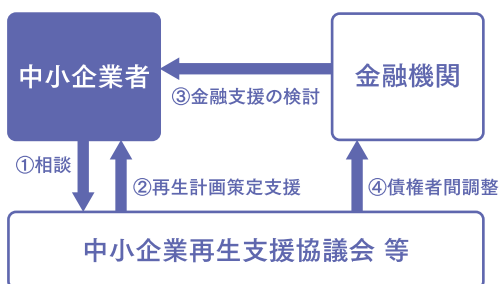 中小企業者
金融機関
③金融支援の検討
①相談
②再生計画策定支援
④債権者間調整
中小企業再生支援協議会 等